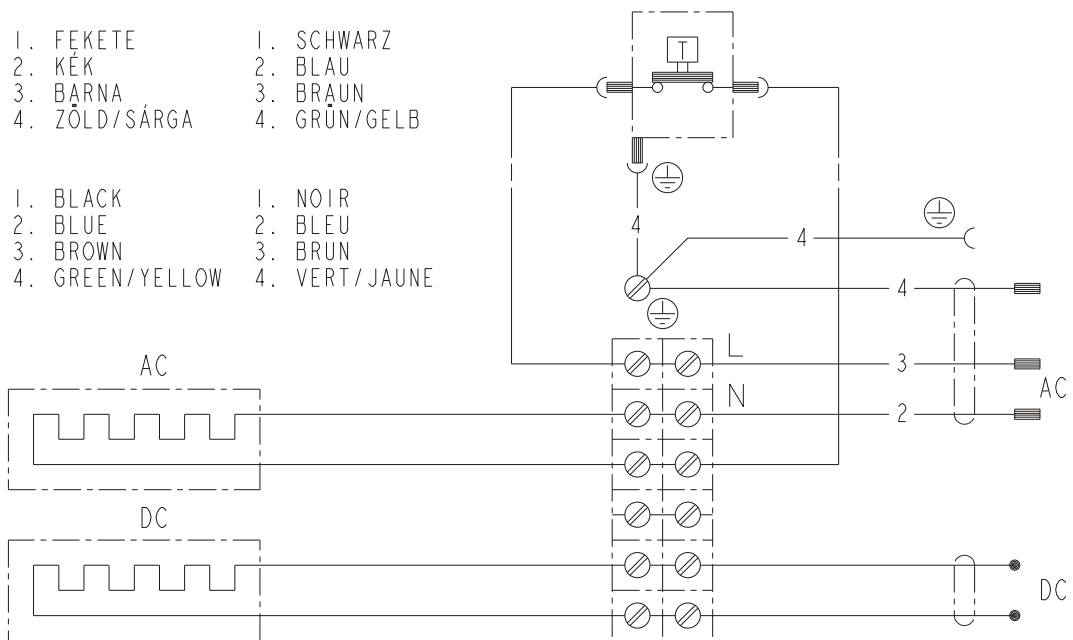 1. FEKETE
2. KÉK
3. BARNA
4. ZÖLD/SÁRGA
1. SCHWARZ
2. BLAU
3. BRAUN
4. GRÜN/GELB
1. BLACK
2. BLUE
3. BROWN
4. GREEN/YELLOW
1. NOIR
2. BLEU
3. BRUN
4. VERT/JAUNE
T
4
4
4
L
3
AC
N
2
AC
DC
DC